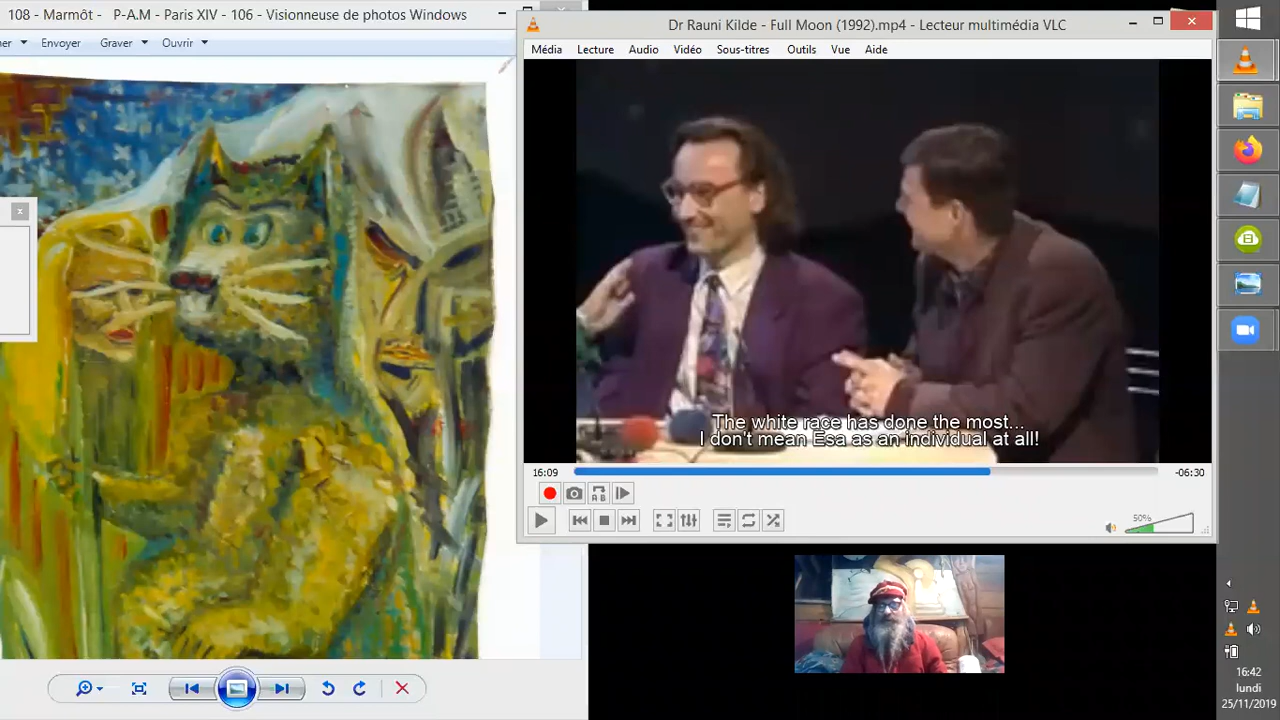 108 - Marmôt - P-A-M - Paris XIV - 106 - Visionneuse de photos Windows
Envoyer Graver Ouvrir
Dr Rauni Kilde - Full Moon (1992).mp4 - Lecteur multimédia VLC
Média Lecture Audio Vidéo Sous-titres Outils Vue Aide
The white race has done the most...
I don't mean Esa as an individual at all!
16:09 -06:30
50%
16:42
lundi
25/11/2019